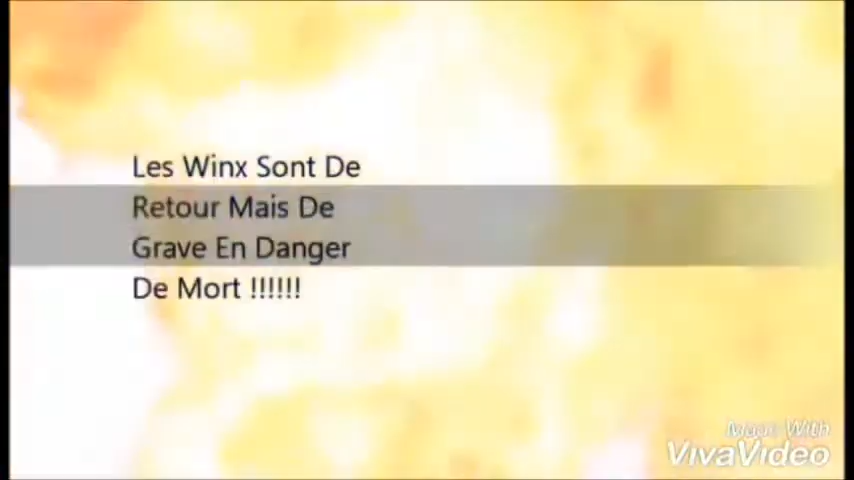 Les Winx Sont De
Retour Mais De
Grave En Danger
De Mort !!!!!!
Made With
VivaVideo